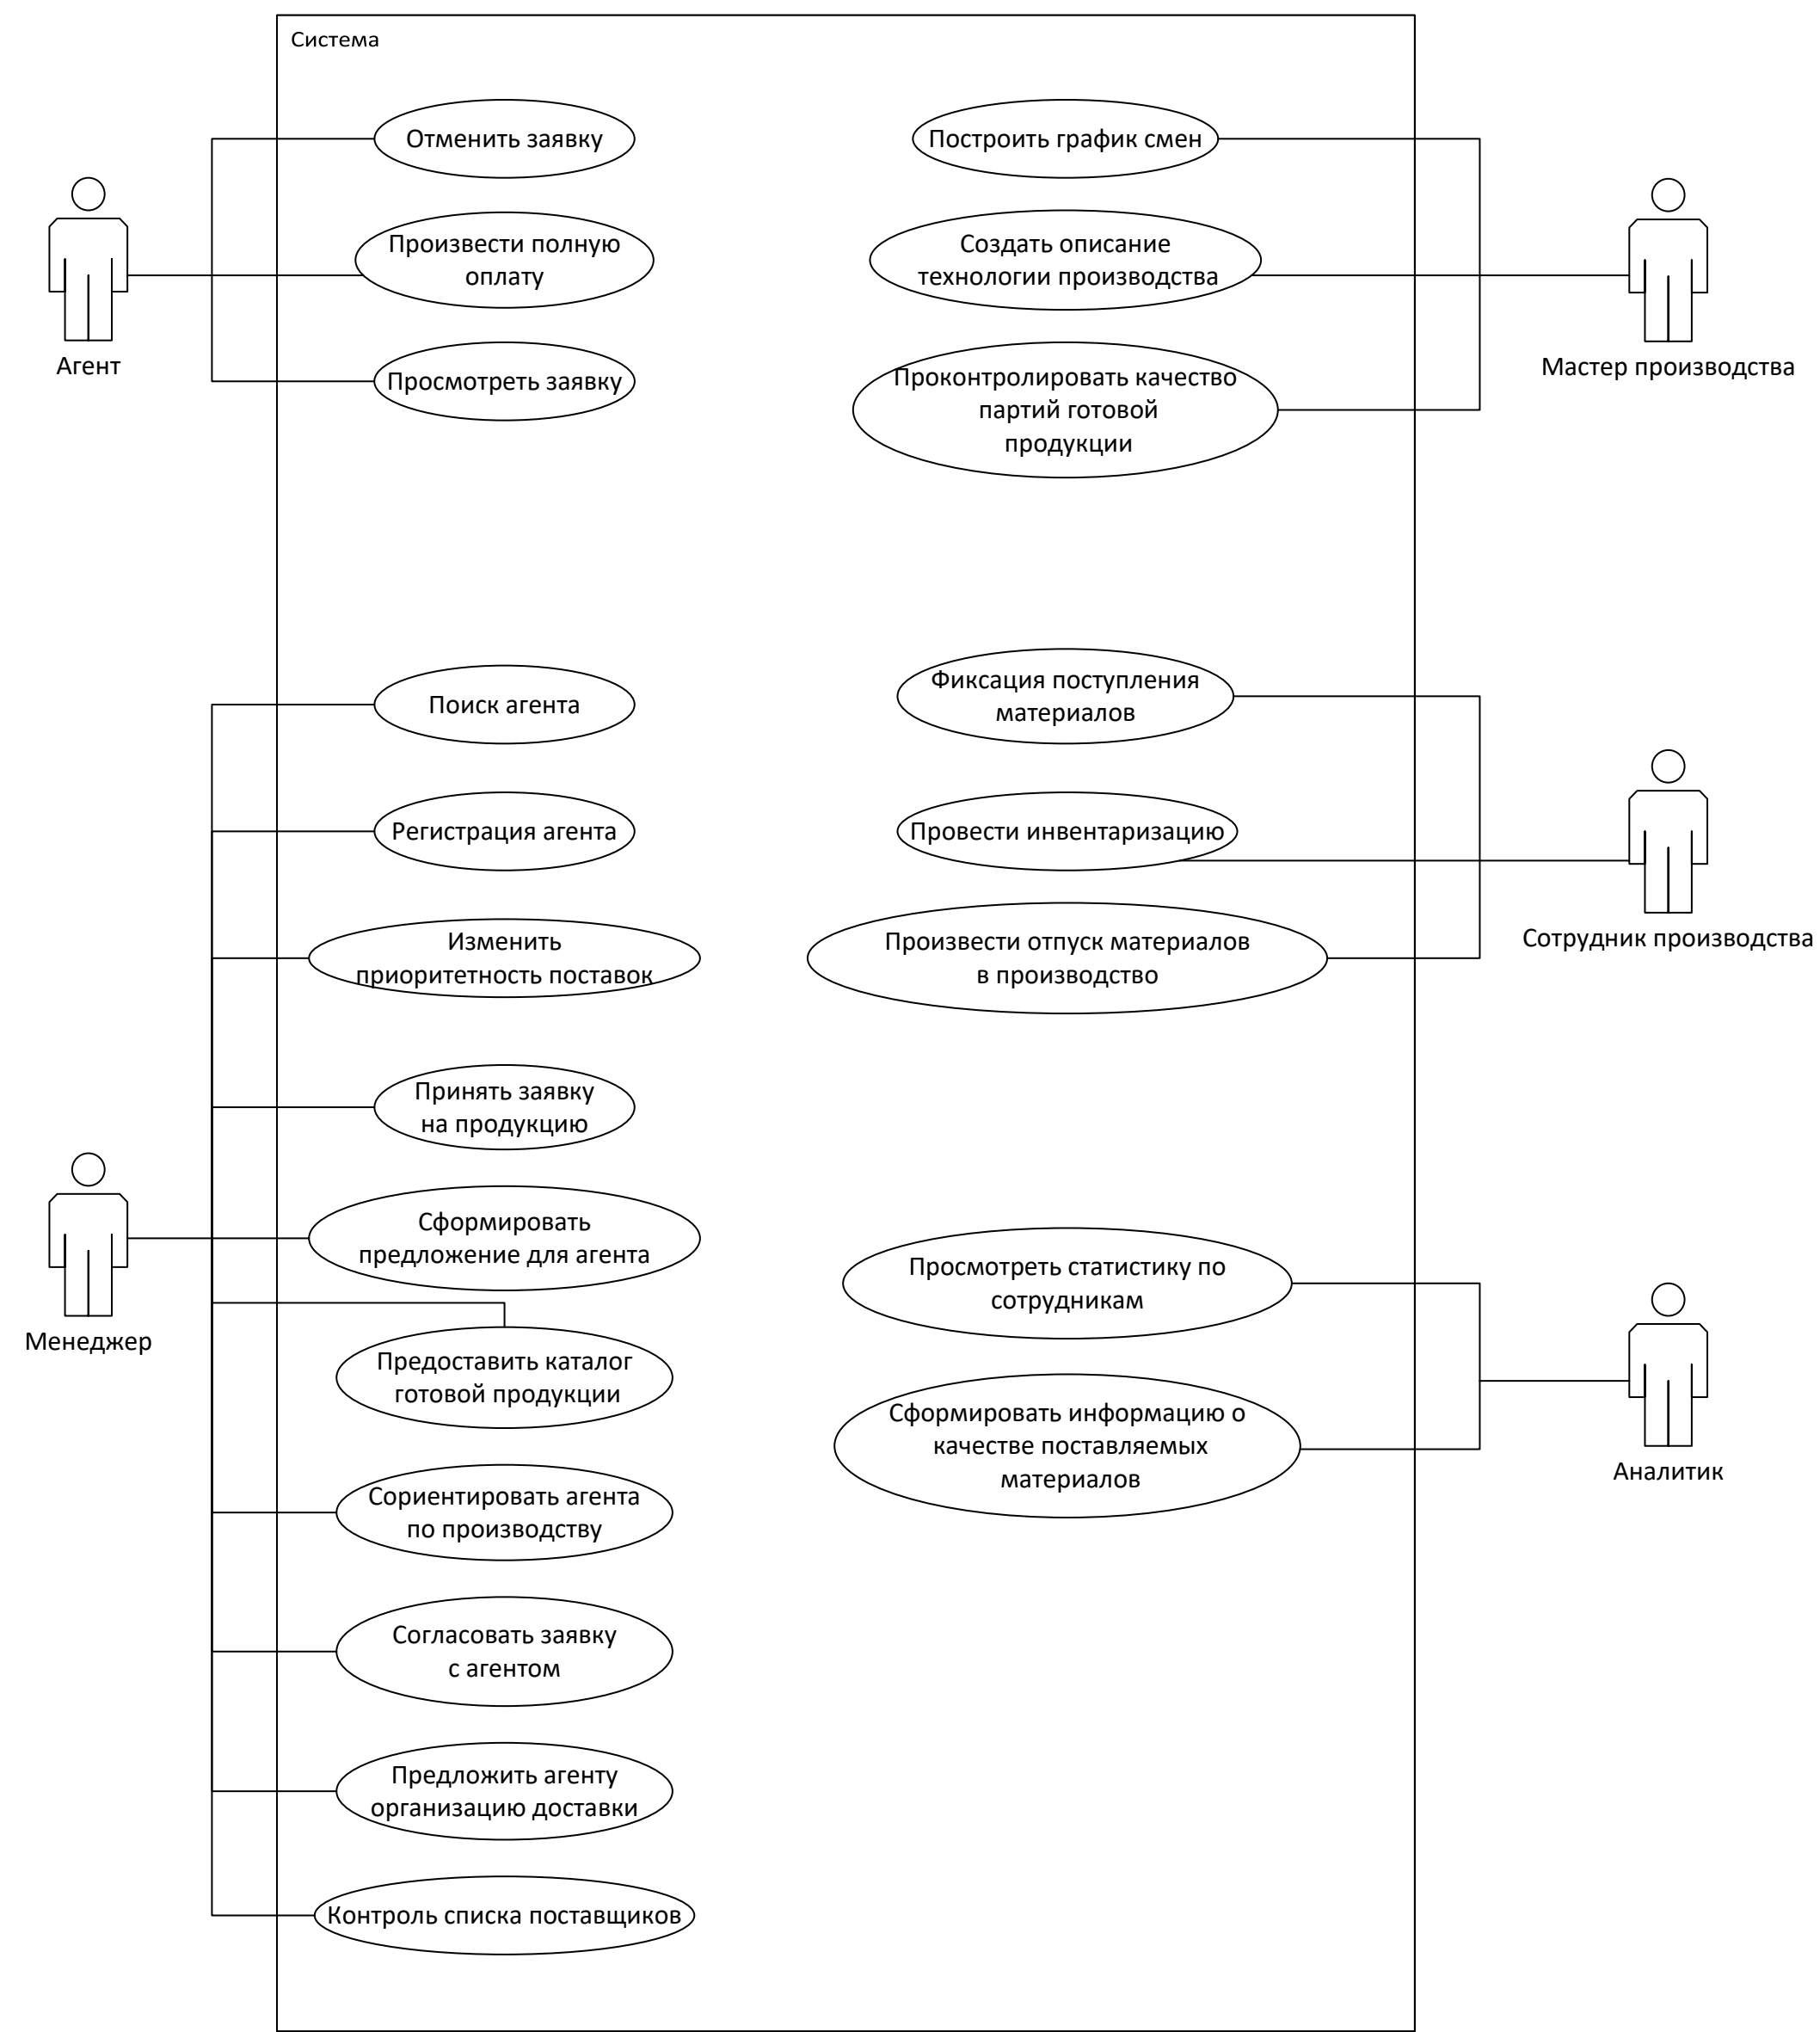 Система
Отменить заявку
Произвести полную
оплату
Просмотреть заявку
Агент
Построить график смен
Создать описание
технологии производства
Проконтролировать качество
партий готовой
продукции
Мастер производства
Поиск агента
Регистрация агента
Изменить
приоритетность поставок
Принять заявку
на продукцию
Сформировать
предложение для агента
Предоставить каталог
готовой продукции
Сориентировать агента
по производству
Согласовать заявку
с агентом
Предложить агенту
организацию доставки
Контроль списка поставщиков
Менеджер
Фиксация поступления
материалов
Провести инвентаризацию
Произвести отпуск материалов
в производство
Сотрудник производства
Просмотреть статистику по
сотрудникам
Сформировать информацию о
качестве поставляемых
материалов
Аналитик